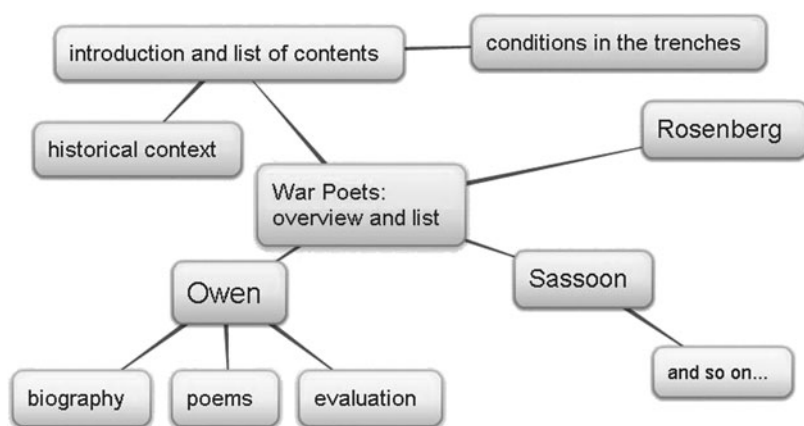 introduction and list of contents
conditions in the trenches
historical context
Rosenberg
War Poets:
overview and list
Owen
Sassoon
biography
poems
evaluation
and so on...